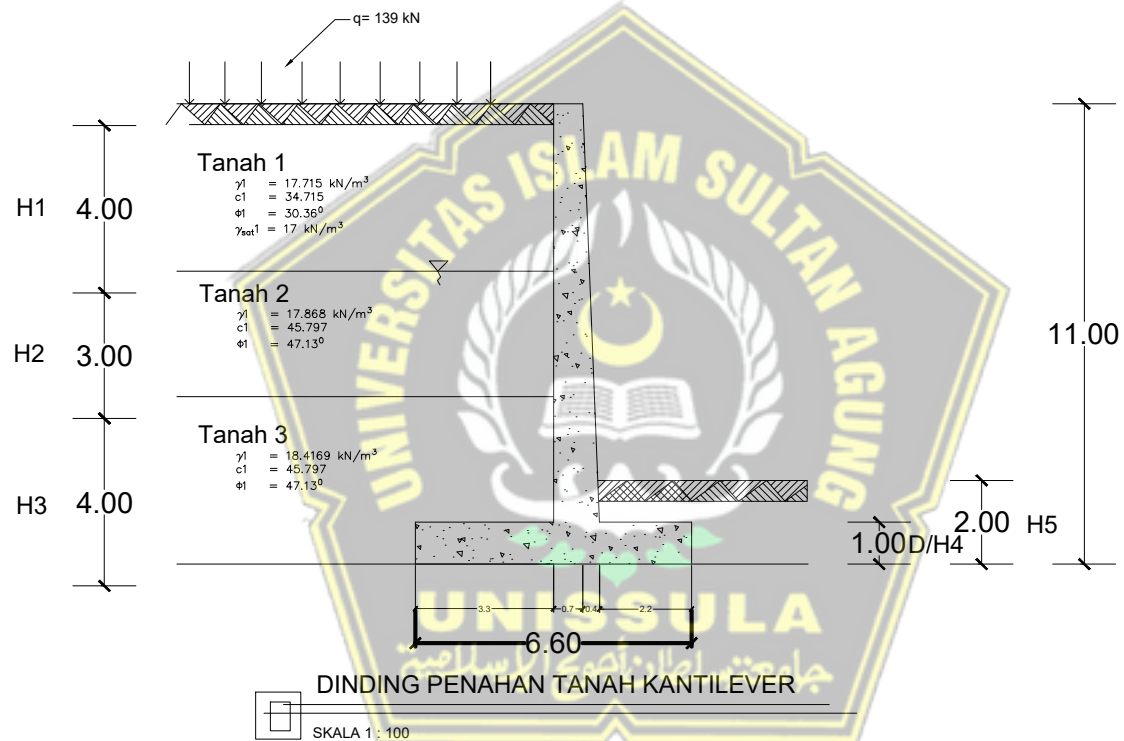 q= 139 kN
Tanah 1
γ1 = 17.715 kN/m³
c1 = 34.715
ϕ1 = 30.36⁰
γsat1 = 17 kN/m³
H1 4.00
Tanah 2
γ1 = 17.868 kN/m³
c1 = 45.797
ϕ1 = 47.13⁰
H2 3.00
Tanah 3
γ1 = 18.4169 kN/m³
c1 = 45.797
ϕ1 = 47.13⁰
H3 4.00
11.00
2.00 H5
1.00 D/H4
3.3 0.7 0.4 2.2
6.60
UNIVERSITAS ISLAM SULTAN AGUNG
UNISSULA
جامعة سلطان أجونج الإسلامية
DINDING PENAHAN TANAH KANTILEVER
SKALA 1 : 100